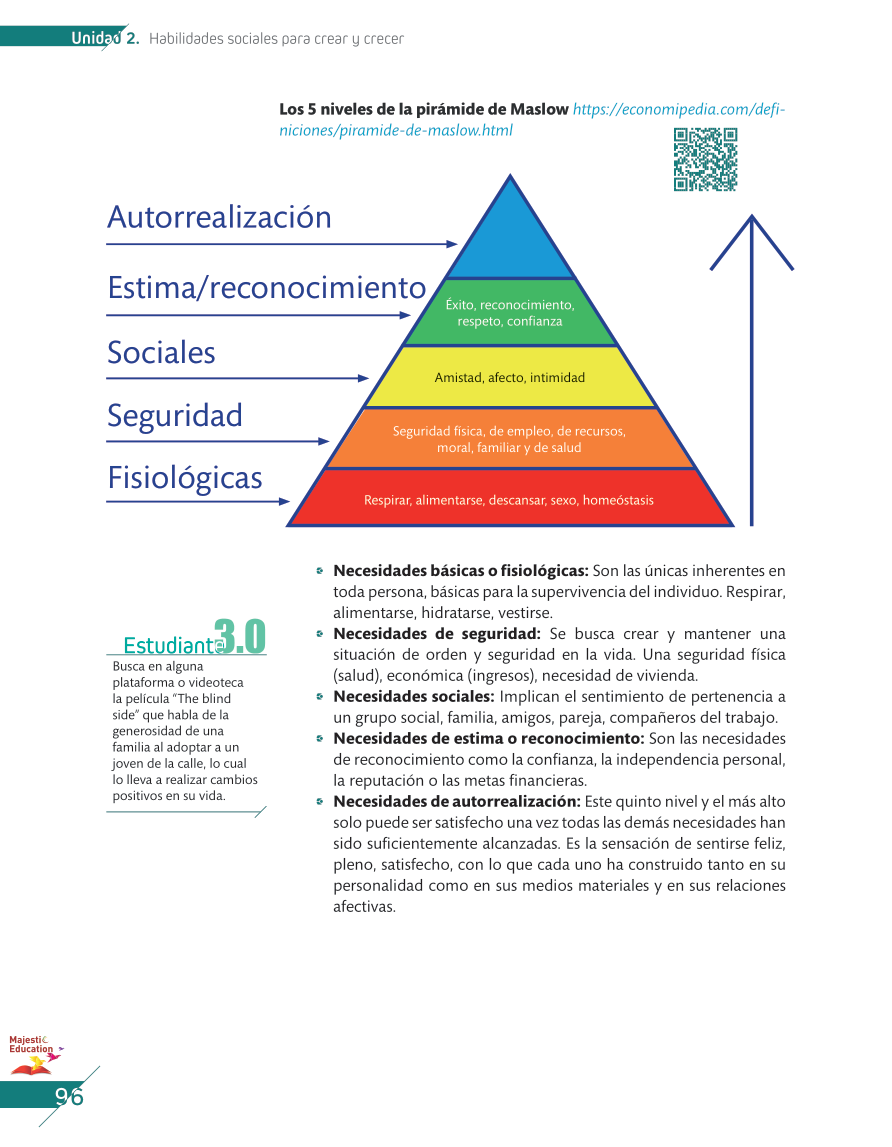 Unidad 2. Habilidades sociales para crear y crecer
Los 5 niveles de la pirámide de Maslow https://economipedia.com/defi-
niciones/piramide-de-maslow.html
Autorrealización
Estima/reconocimiento
Éxito, reconocimiento,
respeto, confianza
Sociales
Amistad, afecto, intimidad
Seguridad
Seguridad física, de empleo, de recursos,
moral, familiar y de salud
Fisiológicas
Respirar, alimentarse, descansar, sexo, homeóstasis
Necesidades básicas o fisiológicas: Son las únicas inherentes en
toda persona, básicas para la supervivencia del individuo. Respirar,
alimentarse, hidratarse, vestirse.
Necesidades de seguridad: Se busca crear y mantener una
situación de orden y seguridad en la vida. Una seguridad física
(salud), económica (ingresos), necesidad de vivienda.
Necesidades sociales: Implican el sentimiento de pertenencia a
un grupo social, familia, amigos, pareja, compañeros del trabajo.
Necesidades de estima o reconocimiento: Son las necesidades
de reconocimiento como la confianza, la independencia personal,
la reputación o las metas financieras.
Necesidades de autorrealización: Este quinto nivel y el más alto
solo puede ser satisfecho una vez todas las demás necesidades han
sido suficientemente alcanzadas. Es la sensación de sentirse feliz,
pleno, satisfecho, con lo que cada uno ha construido tanto en su
personalidad como en sus medios materiales y en sus relaciones
afectivas.
Estudiante 3.0
Busca en alguna
plataforma o videoteca
la película “The blind
side” que habla de la
generosidad de una
familia al adoptar a un
joven de la calle, lo cual
lo lleva a realizar cambios
positivos en su vida.
Majestic
Education
96